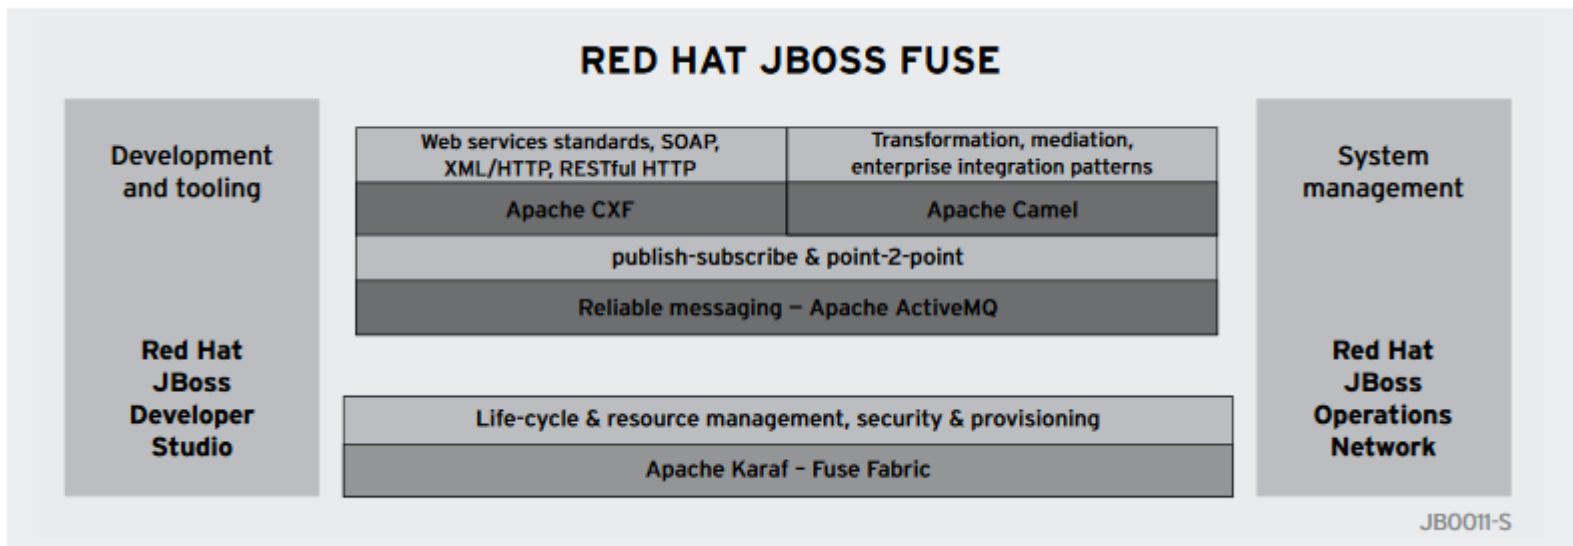 RED HAT JBOSS FUSE
Development
and tooling
Red Hat
JBoss
Developer
Studio
Web services standards, SOAP,
XML/HTTP, RESTful HTTP
Apache CXF
Transformation, mediation,
enterprise integration patterns
Apache Camel
publish-subscribe & point-2-point
Reliable messaging – Apache ActiveMQ
Life-cycle & resource management, security & provisioning
Apache Karaf – Fuse Fabric
System
management
Red Hat
JBoss
Operations
Network
JB0011-S